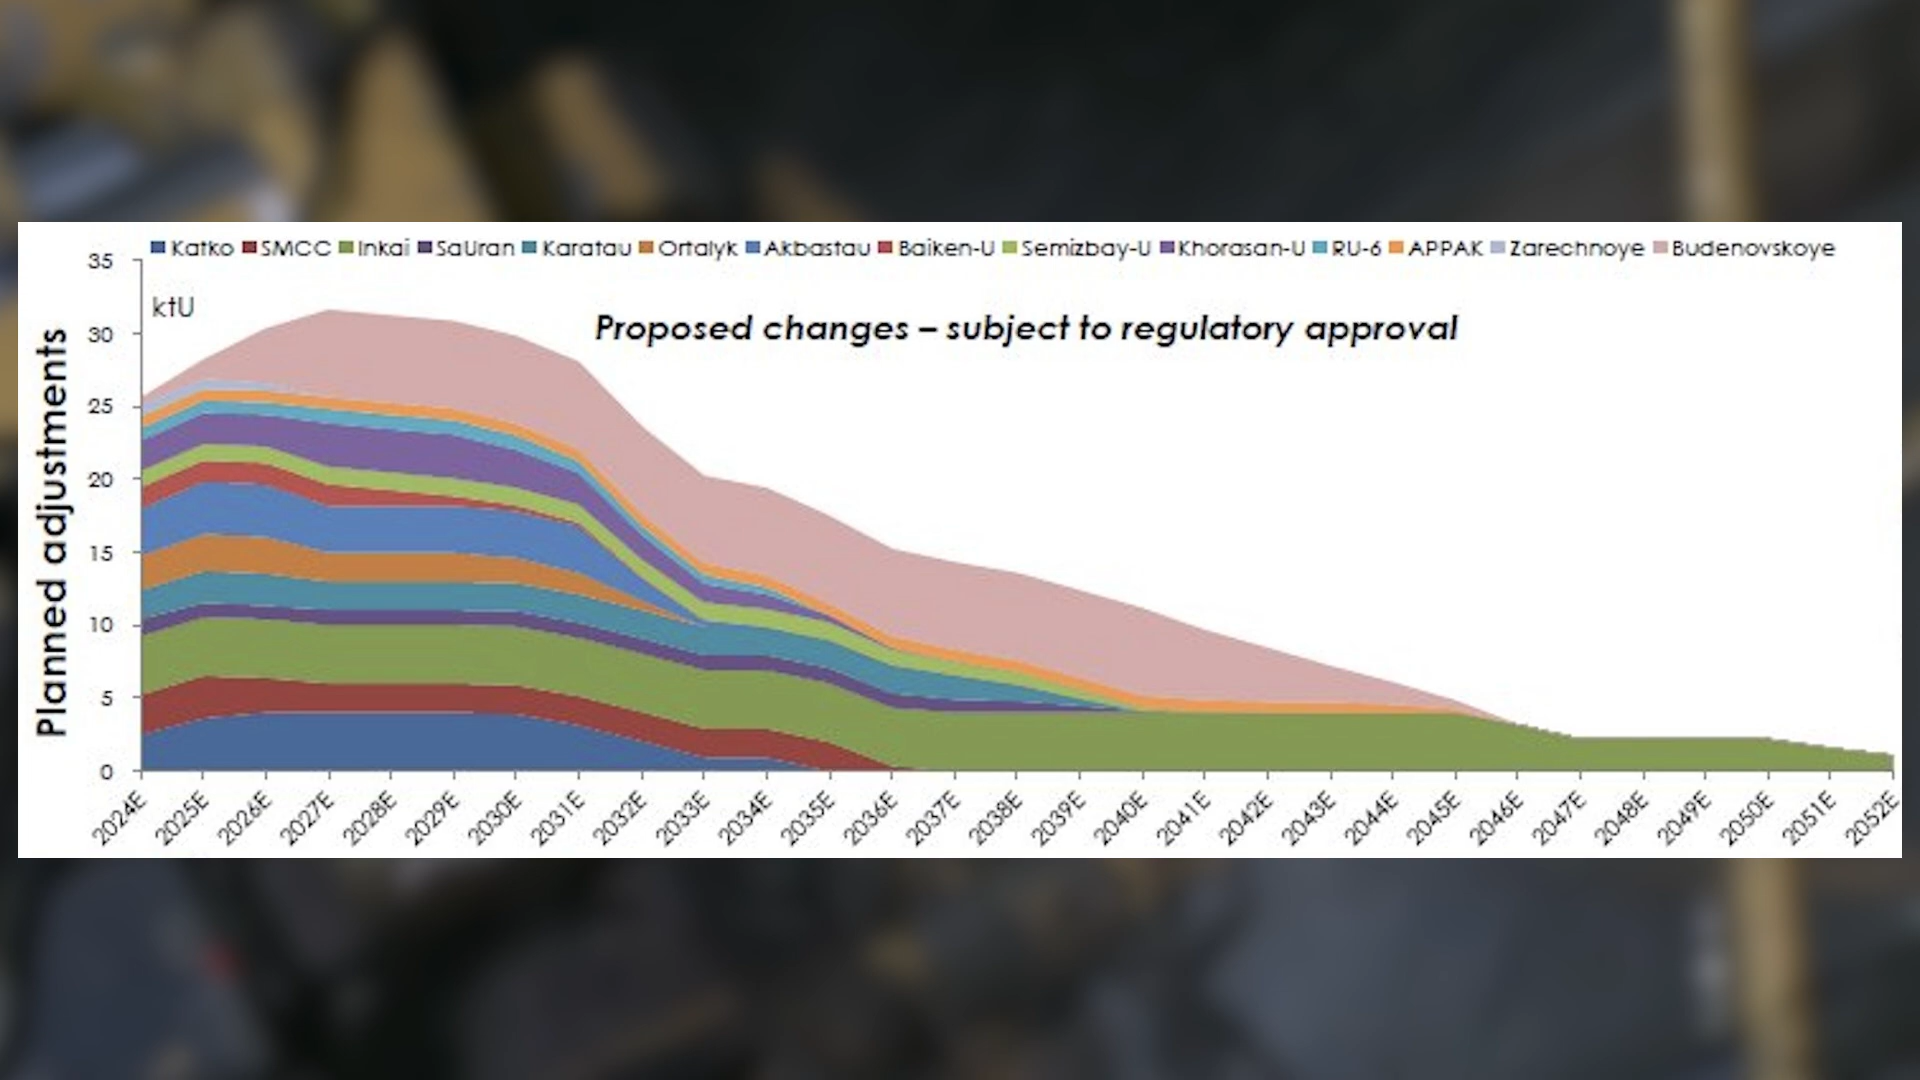 Katko SMCC Inkai SaUran Karatau Ortalyk Akbastau Baiken-U Semizbay-U Khorasan-U RU-6 APPAK Zarechnoye Budenovskoye
ktU
Proposed changes – subject to regulatory approval
Planned adjustments
35
30
25
20
15
10
5
0
2024E 2025E 2026E 2027E 2028E 2029E 2030E 2031E 2032E 2033E 2034E 2035E 2036E 2037E 2038E 2039E 2040E 2041E 2042E 2043E 2044E 2045E 2046E 2047E 2048E 2049E 2050E 2051E 2052E